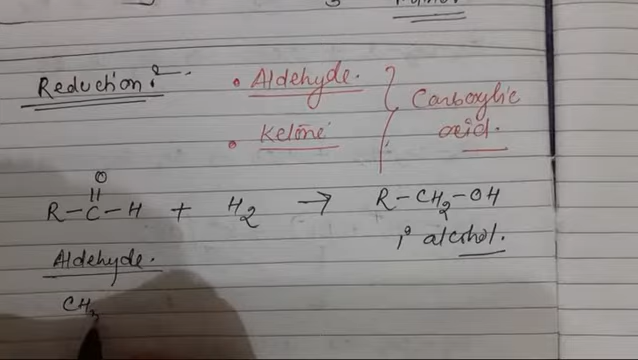 Reduction:-
• Aldehyde.
• Ketone
Carboxylic
acid.
O
||
R-C-H + H2 → R-CH2-OH
Aldehyde.
1° alcohol.
CH3